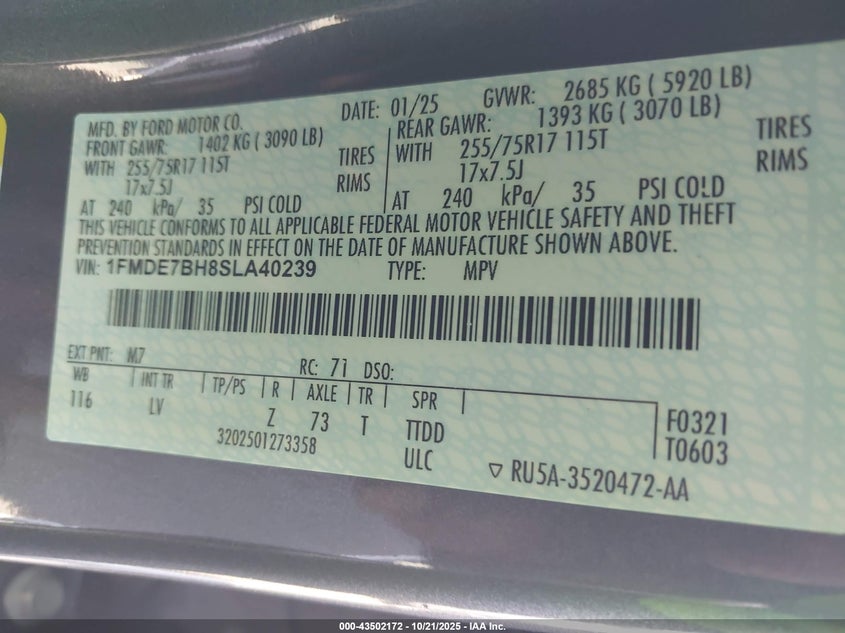 MFD. BY FORD MOTOR CO. DATE: 01/25 GVWR: 2685 KG ( 5920 LB)
FRONT GAWR: 1402 KG ( 3090 LB) REAR GAWR: 1393 KG ( 3070 LB)
WITH 255/75R17 115T TIRES WITH 255/75R17 115T TIRES
17x7.5J RIMS 17x7.5J RIMS
AT 240 kPa/ 35 PSI COLD AT 240 kPa/ 35 PSI COLD
THIS VEHICLE CONFORMS TO ALL APPLICABLE FEDERAL MOTOR VEHICLE SAFETY AND THEFT
PREVENTION STANDARDS IN EFFECT ON THE DATE OF MANUFACTURE SHOWN ABOVE.
VIN: 1FMDE7BH8SLA40239 TYPE: MPV
EXT PNT: M7 RC: 71 DSO:
WB INT TR TP/PS R AXLE TR SPR
116 LV Z 73 T TTDD F0321
3202501273358 ULC T0603
RU5A-3520472-AA
000-43502172 - 10/21/2025 - IAA Inc.